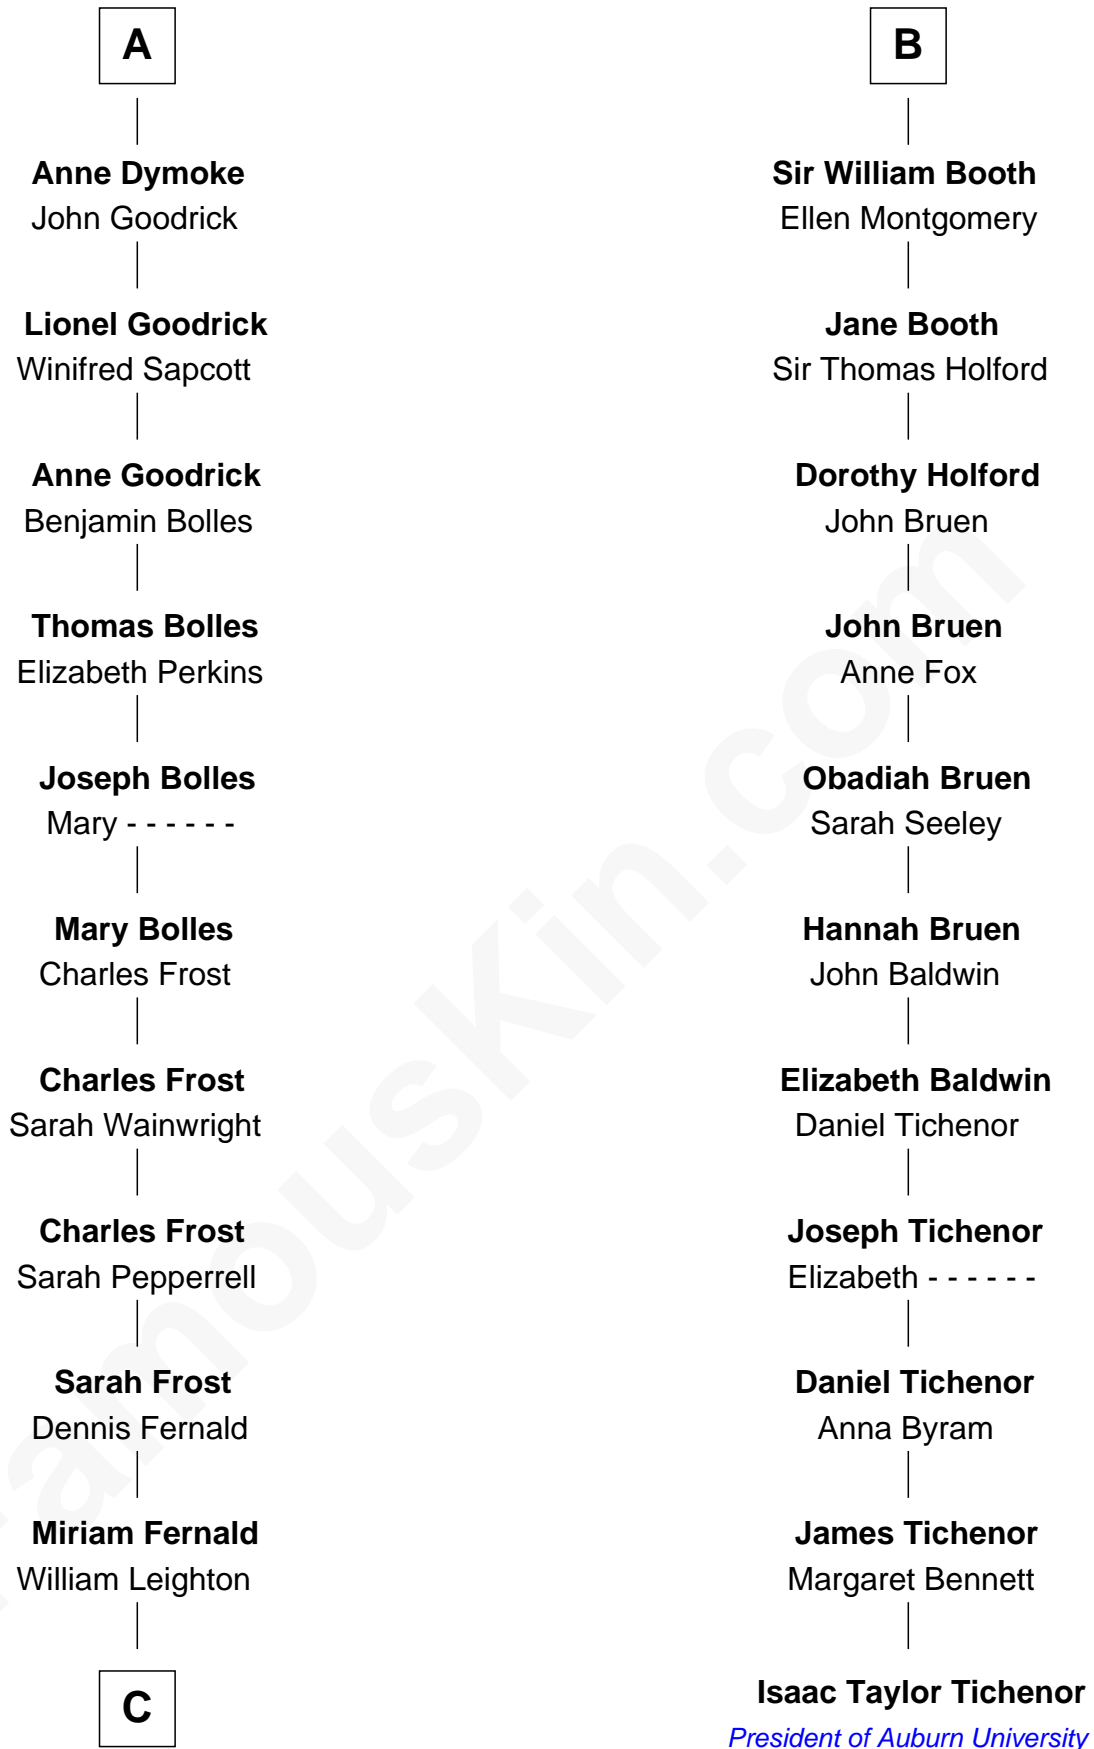 A
Anne Dymoke
John Goodrick
Lionel Goodrick
Winifred Sapcott
Anne Goodrick
Benjamin Bolles
Thomas Bolles
Elizabeth Perkins
Joseph Bolles
Mary - - - - - -
Mary Bolles
Charles Frost
Charles Frost
Sarah Wainwright
Charles Frost
Sarah Pepperrell
Sarah Frost
Dennis Fernald
Miriam Fernald
William Leighton
C
B
Sir William Booth
Ellen Montgomery
Jane Booth
Sir Thomas Holford
Dorothy Holford
John Bruen
John Bruen
Anne Fox
Obadiah Bruen
Sarah Seeley
Hannah Bruen
John Baldwin
Elizabeth Baldwin
Daniel Tichenor
Joseph Tichenor
Elizabeth - - - - - -
Daniel Tichenor
Anna Byram
James Tichenor
Margaret Bennett
Isaac Taylor Tichenor
President of Auburn University
FamousKin.com